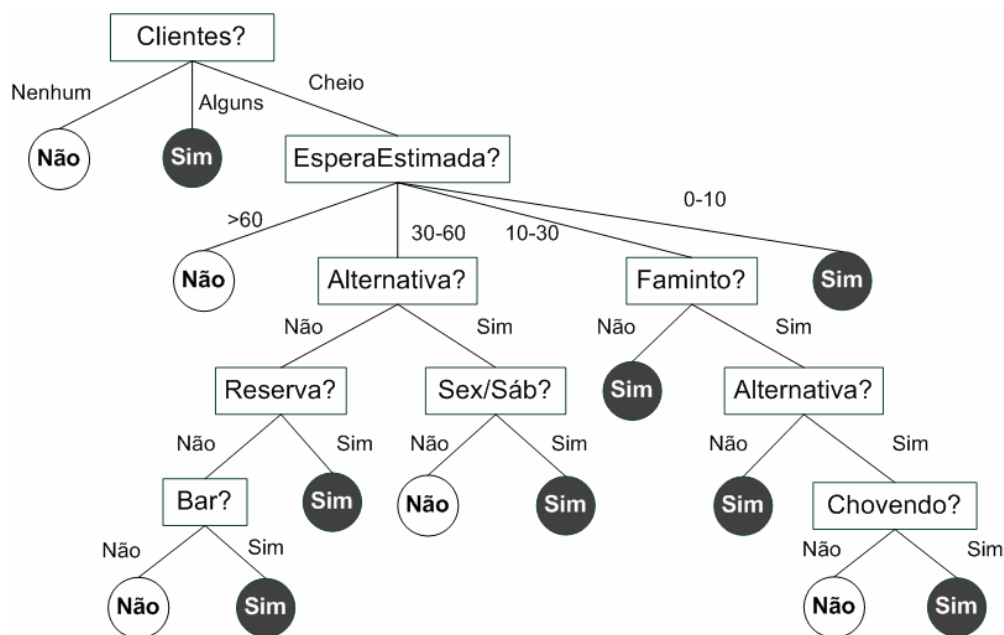 Clientes?
Nenhum
Alguns
Cheio
Não
Sim
EsperaEstimada?
>60
30-60
10-30
0-10
Não
Alternativa?
Faminto?
Sim
Não
Sim
Não
Sim
Reserva?
Sex/Sáb?
Sim
Alternativa?
Não
Sim
Não
Sim
Não
Sim
Bar?
Sim
Não
Sim
Sim
Chovendo?
Não
Sim
Não
Sim
Não
Sim
Não
Sim